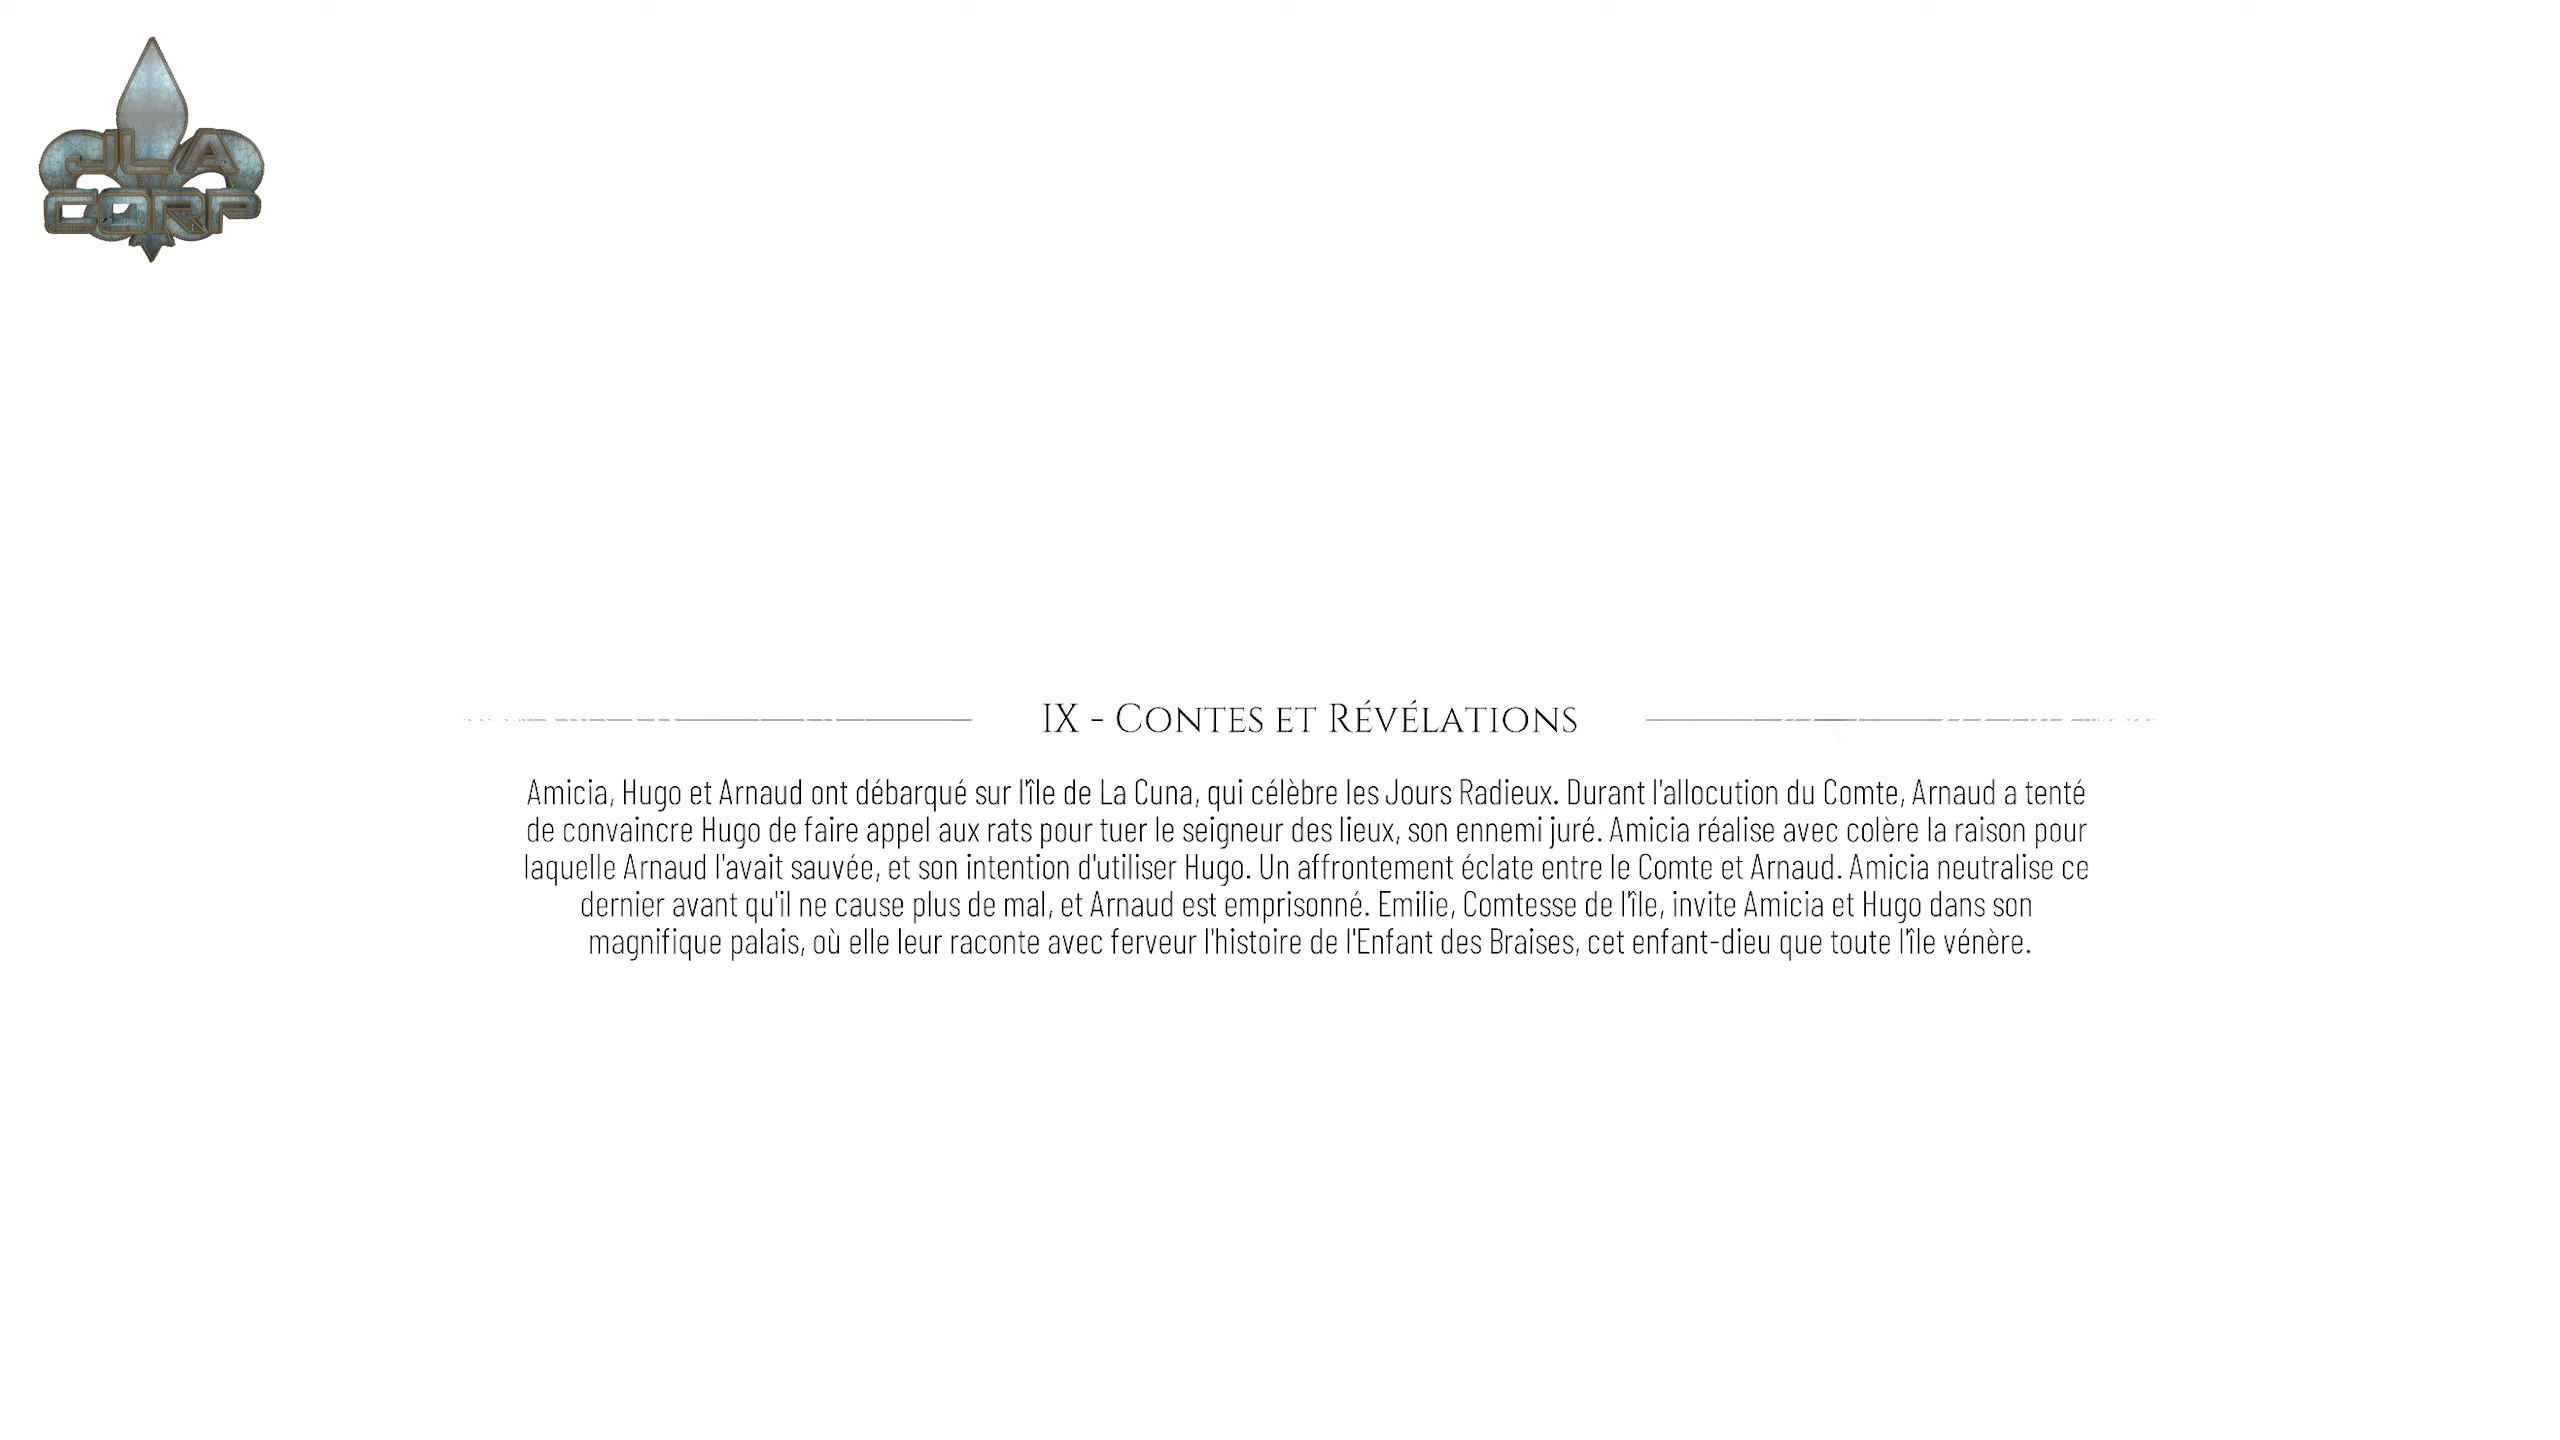 JLA
CORP
IX - Contes et Révélations
Amicia, Hugo et Arnaud ont débarqué sur l'île de La Cuna, qui célèbre les Jours Radieux. Durant l'allocution du Comte, Arnaud a tenté
de convaincre Hugo de faire appel aux rats pour tuer le seigneur des lieux, son ennemi juré. Amicia réalise avec colère la raison pour
laquelle Arnaud l'avait sauvée, et son intention d'utiliser Hugo. Un affrontement éclate entre le Comte et Arnaud. Amicia neutralise ce
dernier avant qu'il ne cause plus de mal, et Arnaud est emprisonné. Emilie, Comtesse de l'île, invite Amicia et Hugo dans son
magnifique palais, où elle leur raconte avec ferveur l'histoire de l'Enfant des Braises, cet enfant-dieu que toute l'île vénère.